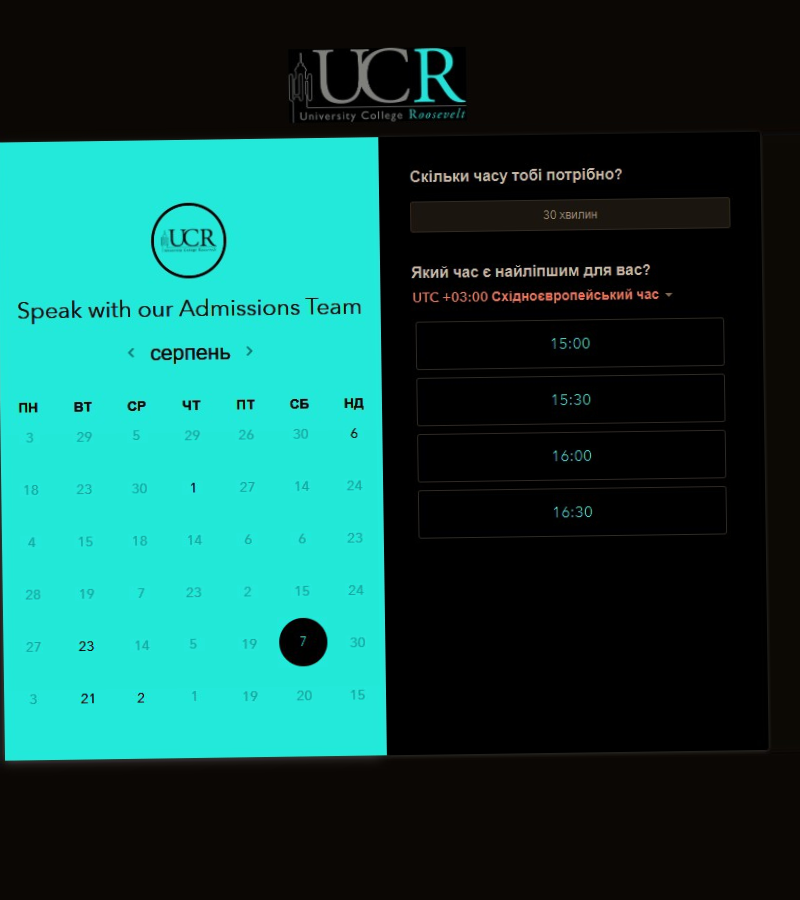 UCR
University College Roosevelt
UCR
Speak with our Admissions Team
серпень
ПН ВТ СР ЧТ ПТ СБ НД
3 29 5 29 26 30 6
18 23 30 1 27 14 24
4 15 18 14 6 6 23
28 19 7 23 2 15 24
27 23 14 5 19 7 30
3 21 2 1 19 20 15
Скільки часу тобі потрібно?
30 хвилин
Який час є найліпшим для вас?
UTC +03:00 Східноєвропейський час
15:00
15:30
16:00
16:30